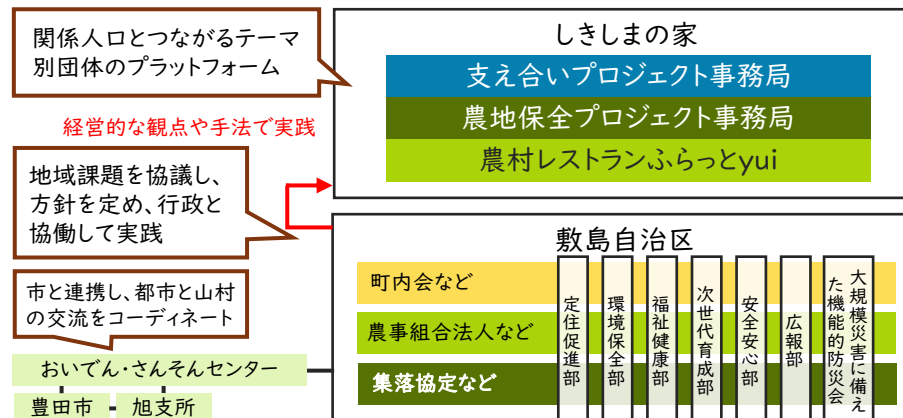 関係人口とつながるテーマ
別団体のプラットフォーム
しきしまの家
支え合いプロジェクト事務局
農地保全プロジェクト事務局
農村レストランふらっとyui
経営的な観点や手法で実践
地域課題を協議し、
方針を定め、行政と
協働して実践
敷島自治区
町内会など
農事組合法人など
集落協定など
定住促進部
環境保全部
福祉健康部
次世代育成部
安全安心部
広報部
大規模災害に備え
た機能的防災会
市と連携し、都市と山村
の交流をコーディネート
おいでん・さんそんセンター
豊田市
旭支所